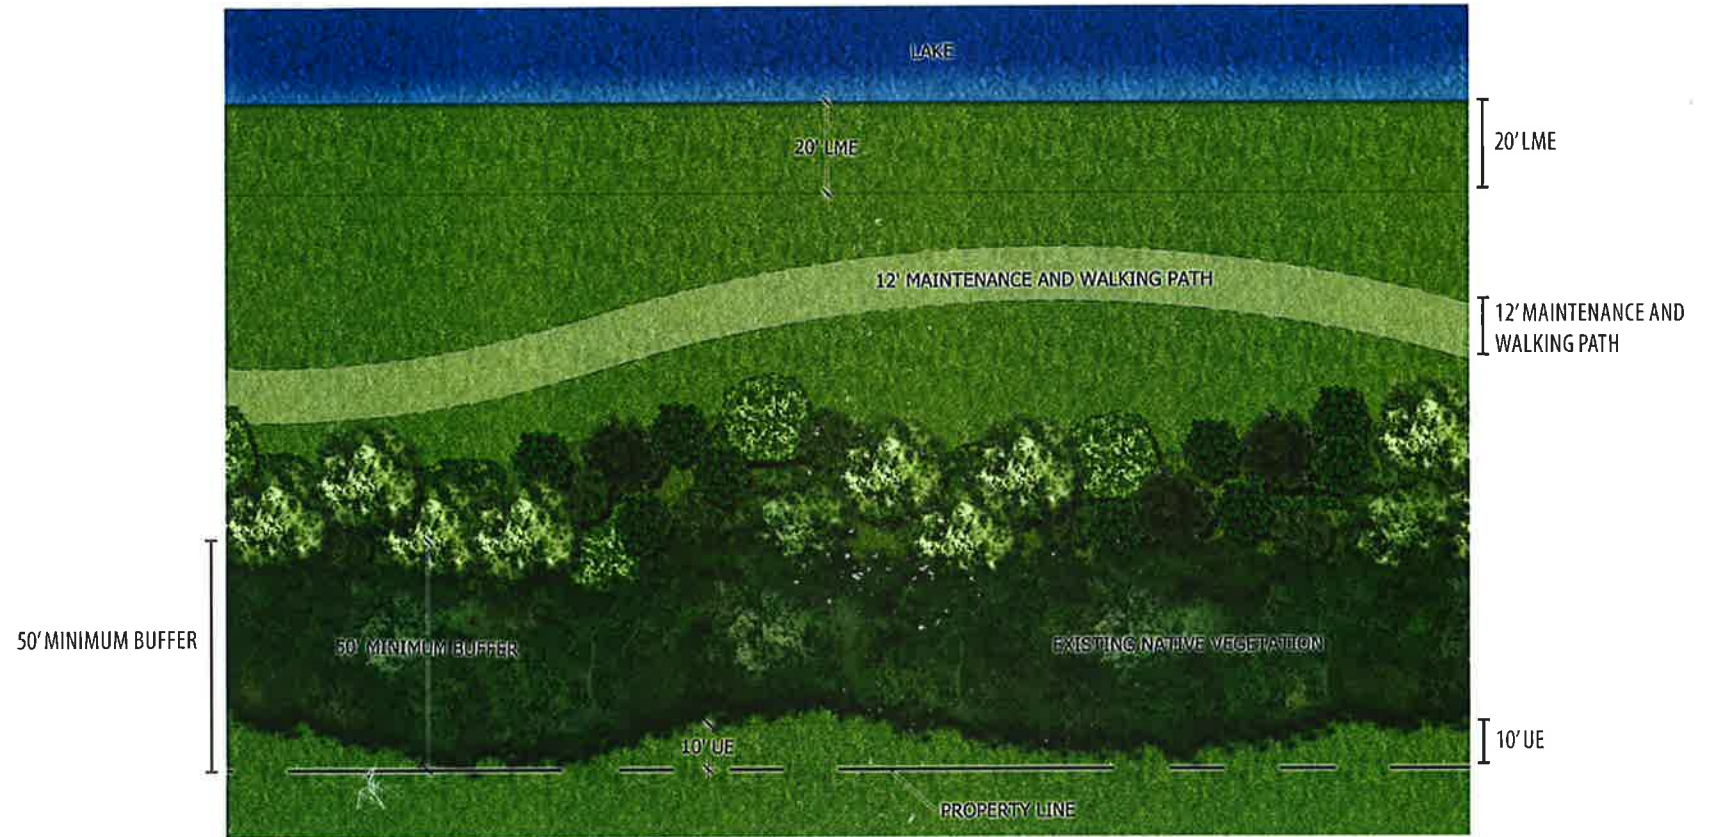 LAKE
20' LME
20' LME
12' MAINTENANCE AND WALKING PATH
12' MAINTENANCE AND
WALKING PATH
50' MINIMUM BUFFER
50' MINIMUM BUFFER
EXISTING NATIVE VEGETATION
10' UE
10' UE
PROPERTY LINE